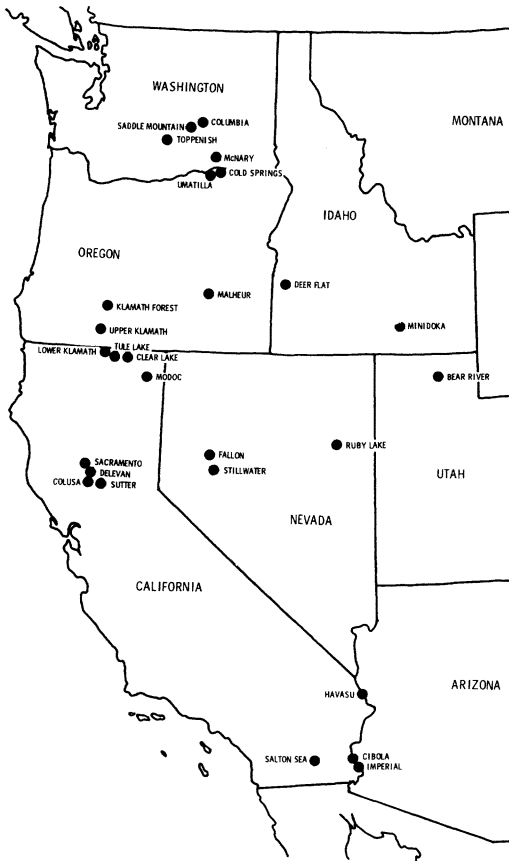 WASHINGTON
MONTANA
COLUMBIA
SADDLE MOUNTAIN
TOPPENISH
McNARY
COLD SPRINGS
UMATILLA
IDAHO
OREGON
DEER FLAT
MALHEUR
KLAMATH FOREST
UPPER KLAMATH
MINIDOKA
TULE LAKE
LOWER KLAMATH
CLEAR LAKE
MODOC
BEAR RIVER
RUBY LAKE
FALLON
SACRAMENTO
STILLWATER
DELEVAN
UTAH
COLUSA
SUTTER
NEVADA
CALIFORNIA
ARIZONA
HAVASU
CIBOLA
SALTON SEA
IMPERIAL